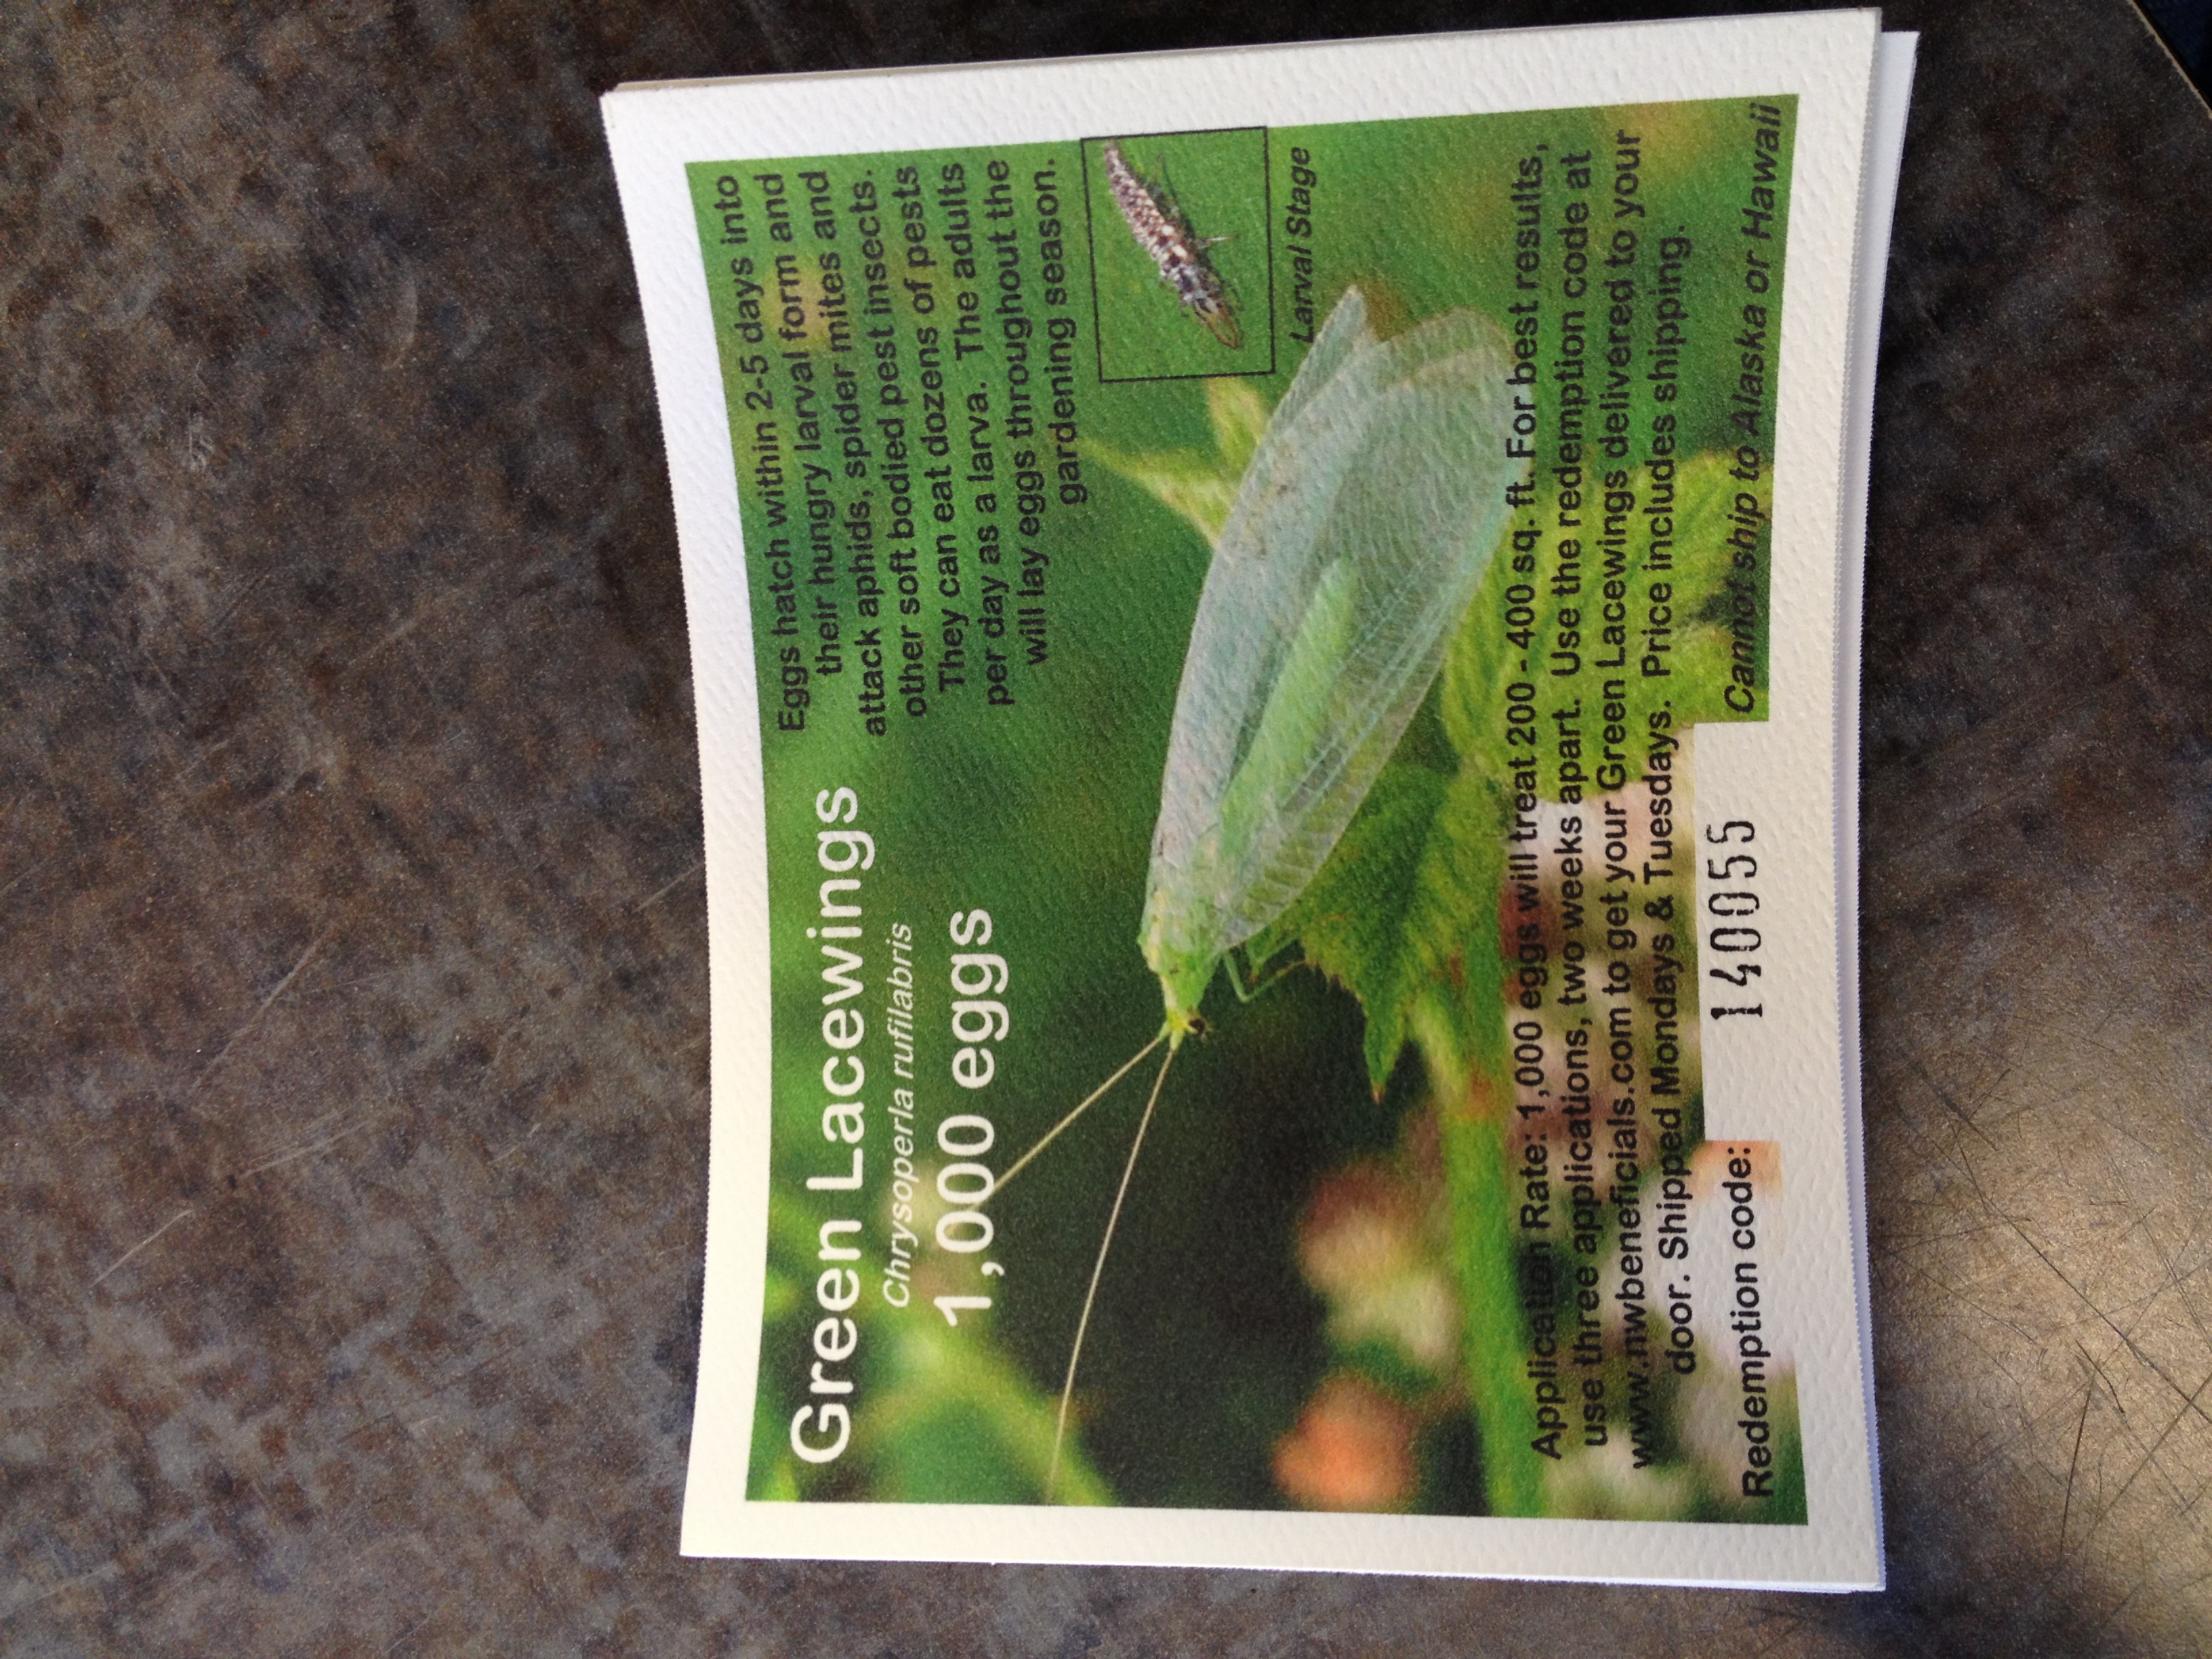 Green Lacewings
Chrysoperla rufilabris
1,000 eggs
Eggs hatch within 2-5 days into
their hungry larval form and
attack aphids, spider mites and
other soft bodied pest insects.
They can eat dozens of pests
per day as a larva. The adults
will lay eggs throughout the
gardening season.
Larval Stage
Application Rate: 1,000 eggs will treat 200 - 400 sq. ft. For best results,
use three applications, two weeks apart. Use the redemption code at
www.nwbeneficials.com to get your Green Lacewings delivered to your
door. Shipped Mondays & Tuesdays. Price includes shipping.
Redemption code: 140055 Cannot ship to Alaska or Hawaii